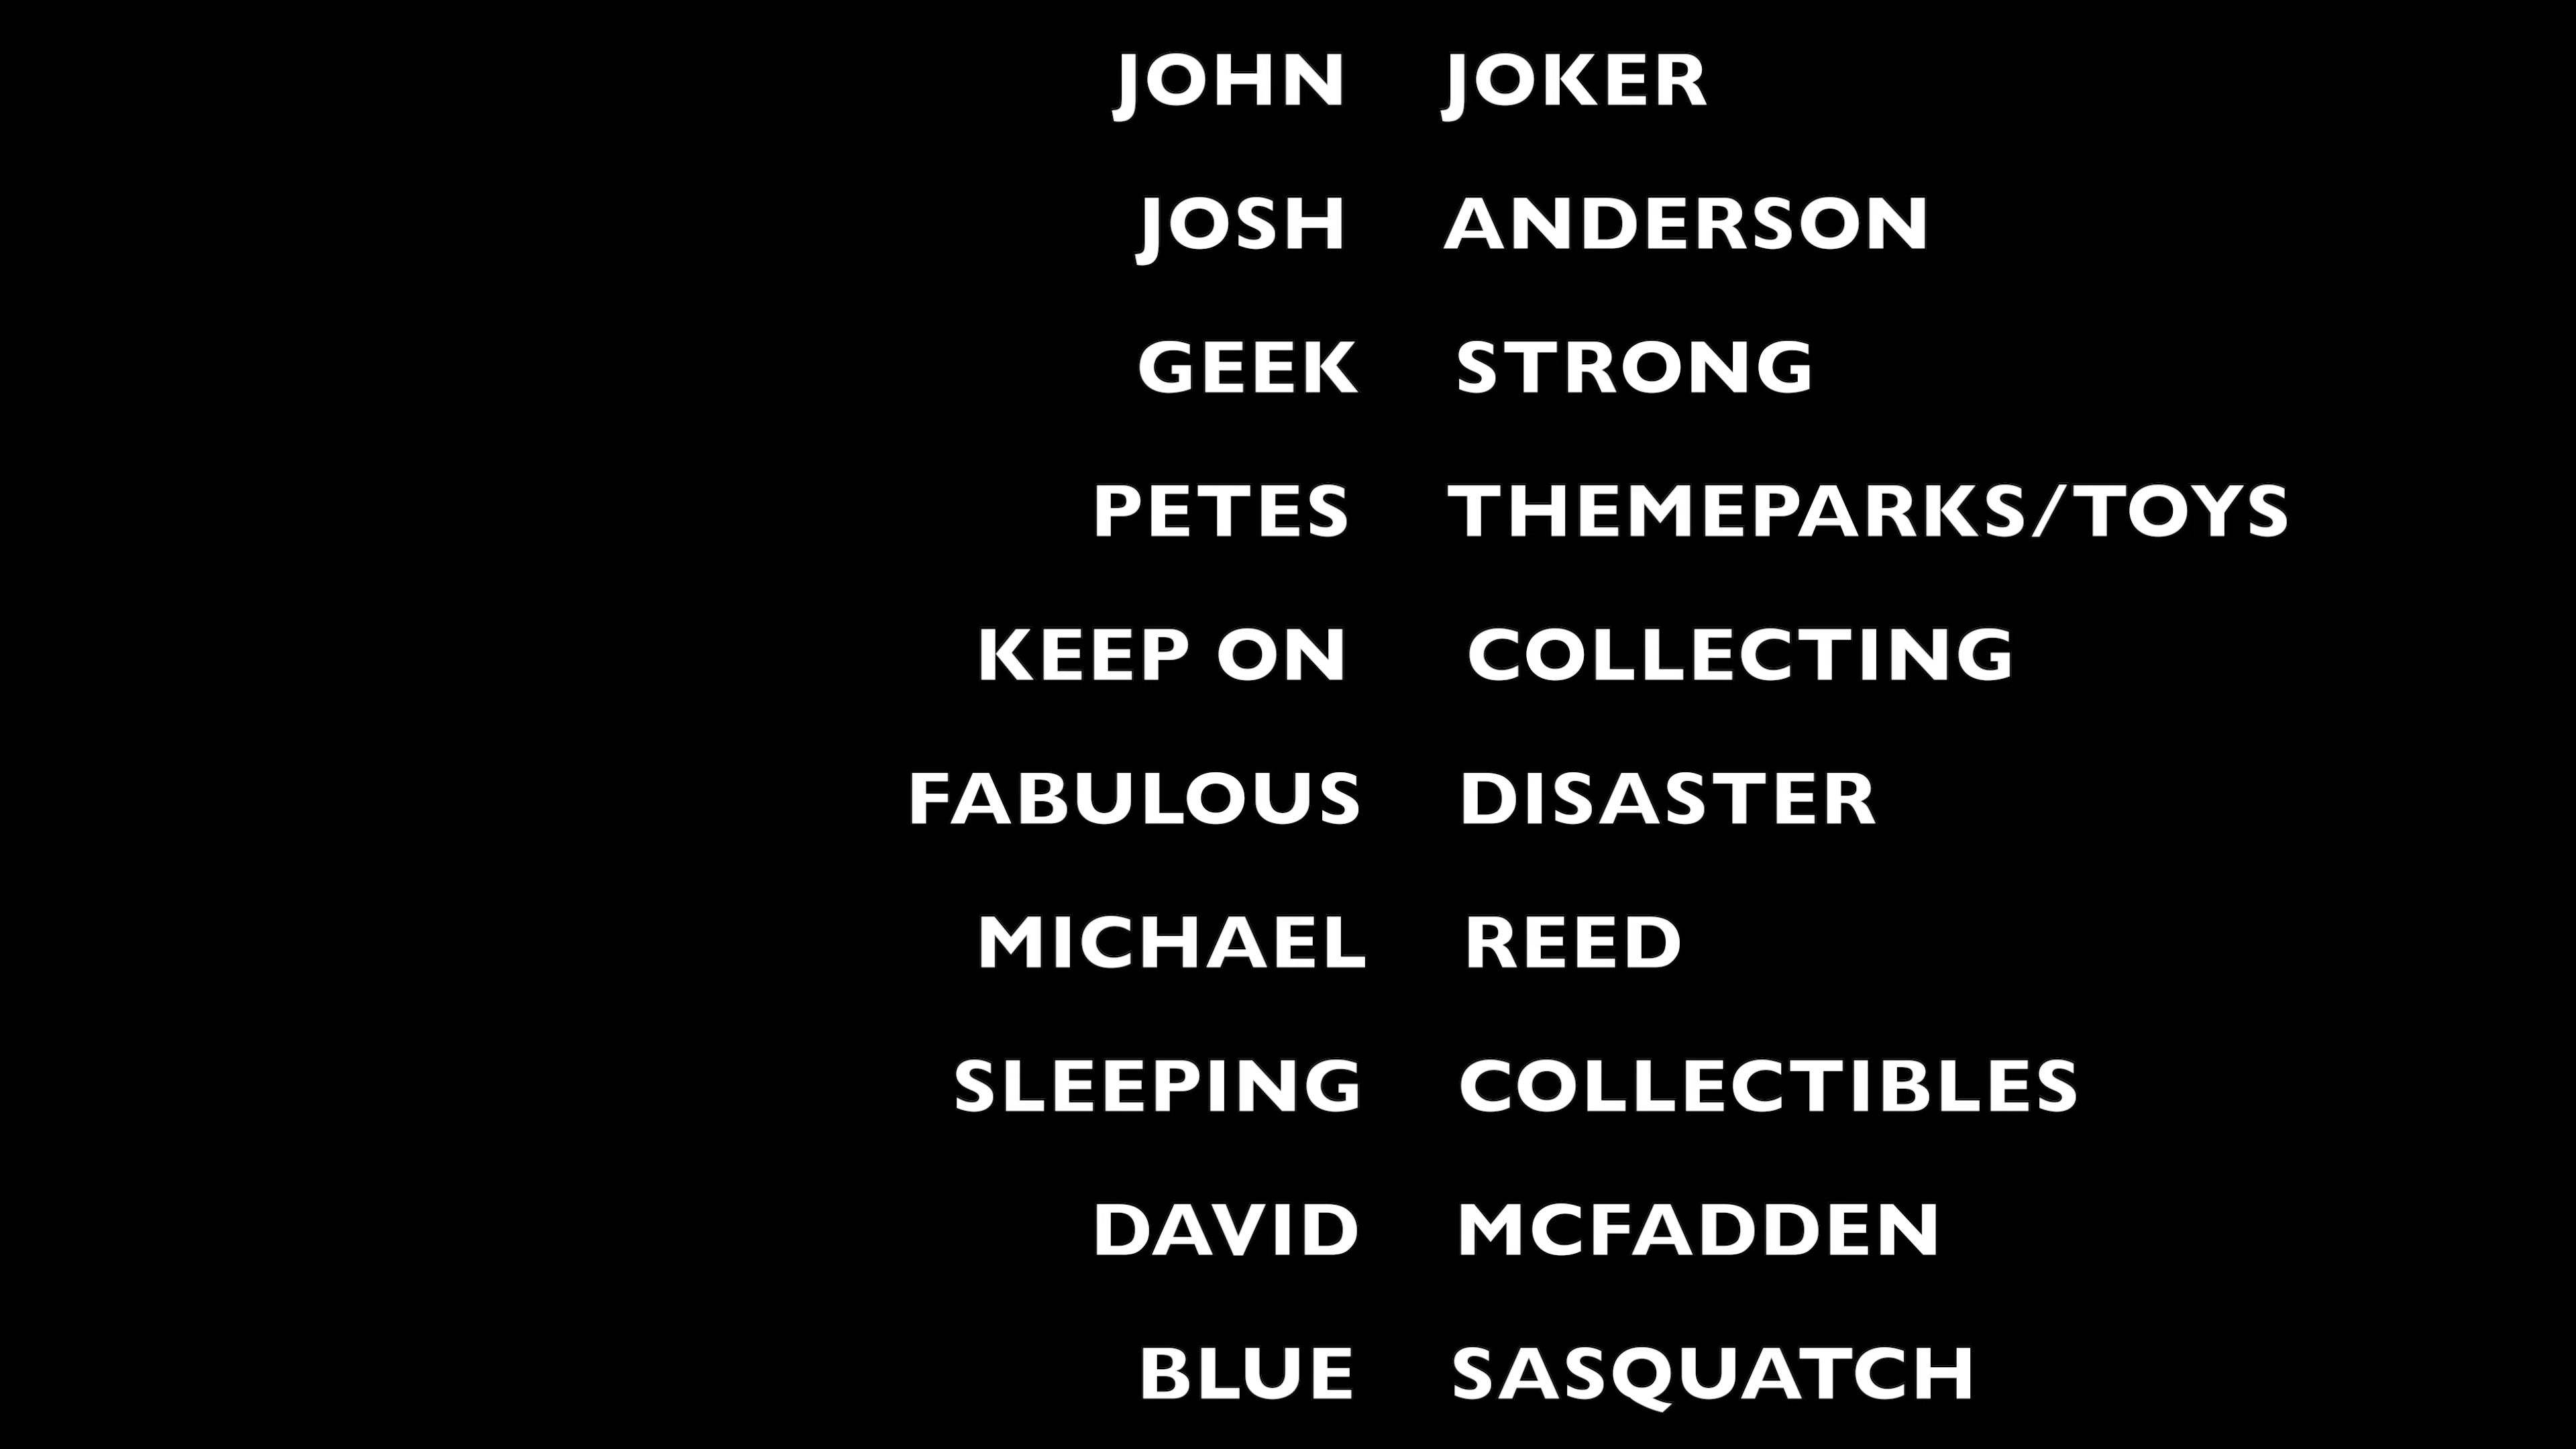 JOHN JOKER
JOSH ANDERSON
GEEK STRONG
PETES THEMEPARKS/TOYS
KEEP ON COLLECTING
FABULOUS DISASTER
MICHAEL REED
SLEEPING COLLECTIBLES
DAVID MCFADDEN
BLUE SASQUATCH